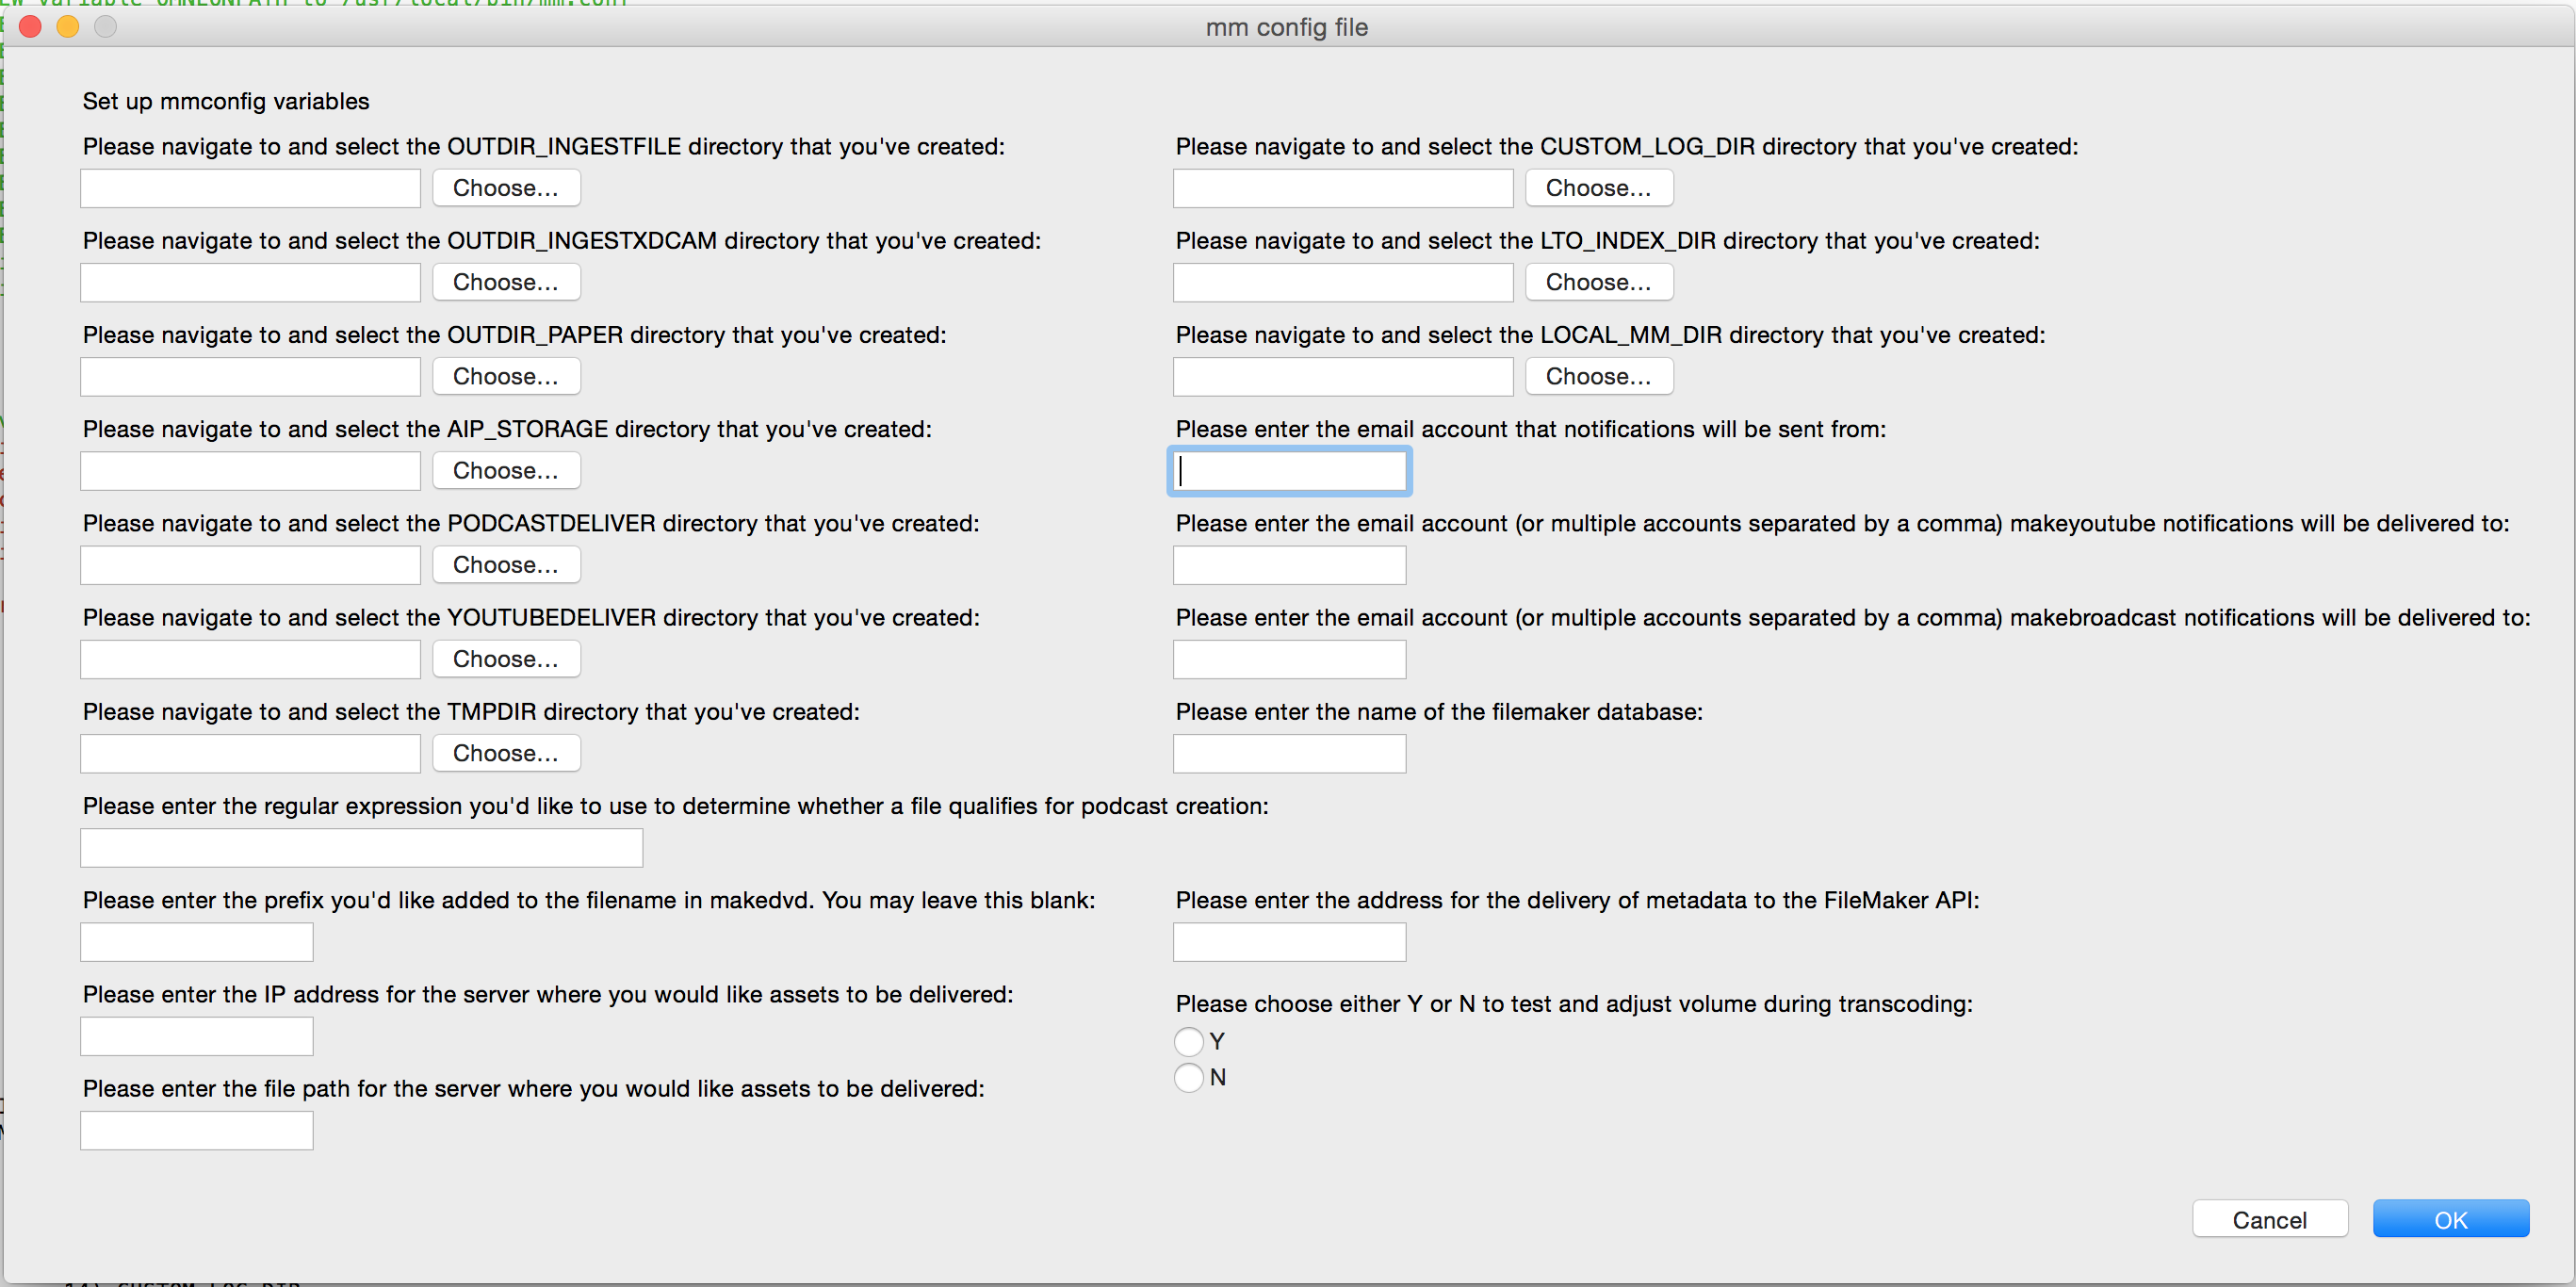 EW variable OMNEONPATH to /usr/local/bin/mm.conf
mm config file
Set up mmconfig variables
Please navigate to and select the OUTDIR_INGESTFILE directory that you've created:
Choose...
Please navigate to and select the OUTDIR_INGESTXDCAM directory that you've created:
Choose...
Please navigate to and select the OUTDIR_PAPER directory that you've created:
Choose...
Please navigate to and select the AIP_STORAGE directory that you've created:
Choose...
Please navigate to and select the PODCASTDELIVER directory that you've created:
Choose...
Please navigate to and select the YOUTUBEDELIVER directory that you've created:
Choose...
Please navigate to and select the TMPDIR directory that you've created:
Choose...
Please enter the regular expression you'd like to use to determine whether a file qualifies for podcast creation:
Please enter the prefix you'd like added to the filename in makedvd. You may leave this blank:
Please enter the IP address for the server where you would like assets to be delivered:
Please enter the file path for the server where you would like assets to be delivered:
Please navigate to and select the CUSTOM_LOG_DIR directory that you've created:
Choose...
Please navigate to and select the LTO_INDEX_DIR directory that you've created:
Choose...
Please navigate to and select the LOCAL_MM_DIR directory that you've created:
Choose...
Please enter the email account that notifications will be sent from:
Please enter the email account (or multiple accounts separated by a comma) makeyoutube notifications will be delivered to:
Please enter the email account (or multiple accounts separated by a comma) makebroadcast notifications will be delivered to:
Please enter the name of the filemaker database:
Please enter the address for the delivery of metadata to the FileMaker API:
Please choose either Y or N to test and adjust volume during transcoding:
Y
N
Cancel
OK
14) CUSTOM_LOG_DIR